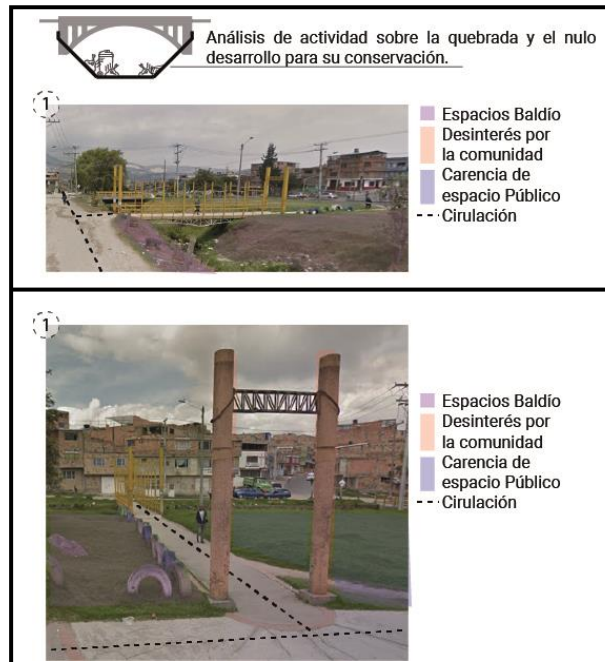 Análisis de actividad sobre la quebrada y el nulo
desarrollo para su conservación.
1
Espacios Baldío
Desinterés por
la comunidad
Carencia de
espacio Público
Cirulación
1
Espacios Baldío
Desinterés por
la comunidad
Carencia de
espacio Público
Cirulación